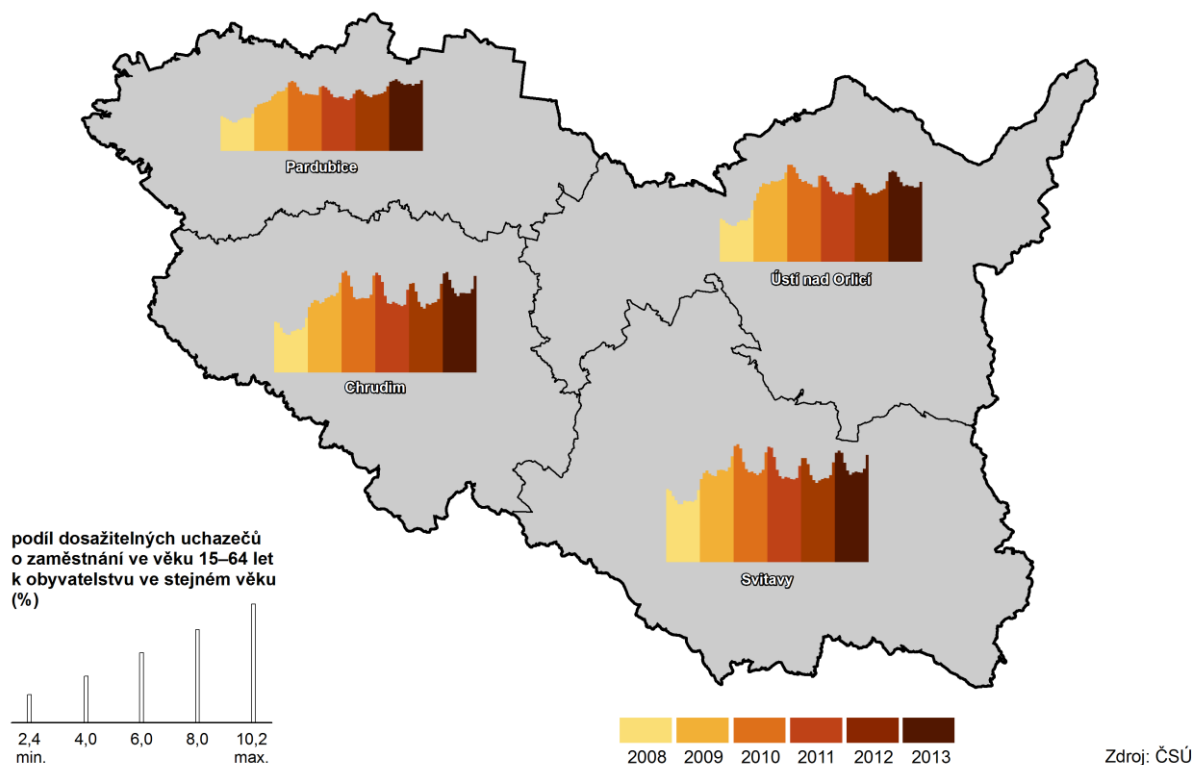 Pardubice
Ústí nad Orlicí
Chrudim
Svitavy
podíl dosažitelných uchazečů
o zaměstnání ve věku 15–64 let
k obyvatelstvu ve stejném věku
(%)
2,4 4,0 6,0 8,0 10,2
min. max.
2008 2009 2010 2011 2012 2013
Zdroj: ČSÚ